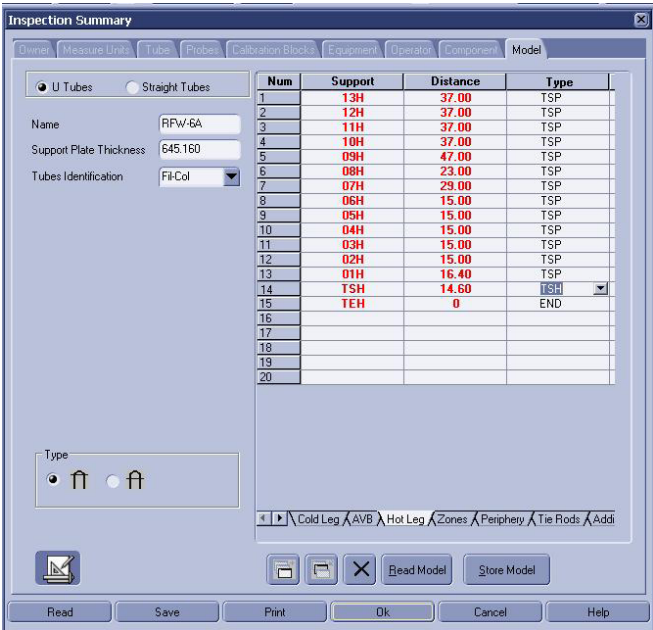 Inspection Summary
Owner Measure Units Tube Probes Calibration Blocks Equipment Operator Component Model
U Tubes Straight Tubes
Name RFW-6A
Support Plate Thickness 645.160
Tubes Identification Fil-Col
Num Support Distance Type
1 13H 37.00 TSP
2 12H 37.00 TSP
3 11H 37.00 TSP
4 10H 37.00 TSP
5 09H 47.00 TSP
6 08H 23.00 TSP
7 07H 29.00 TSP
8 06H 15.00 TSP
9 05H 15.00 TSP
10 04H 15.00 TSP
11 03H 15.00 TSP
12 02H 15.00 TSP
13 01H 16.40 TSP
14 TSH 14.60 TSH
15 TEH 0 END
16
17
18
19
20
Type
Cold Leg AVB Hot Leg Zones Periphery Tie Rods Addi
Read Model Store Model
Read Save Print Ok Cancel Help